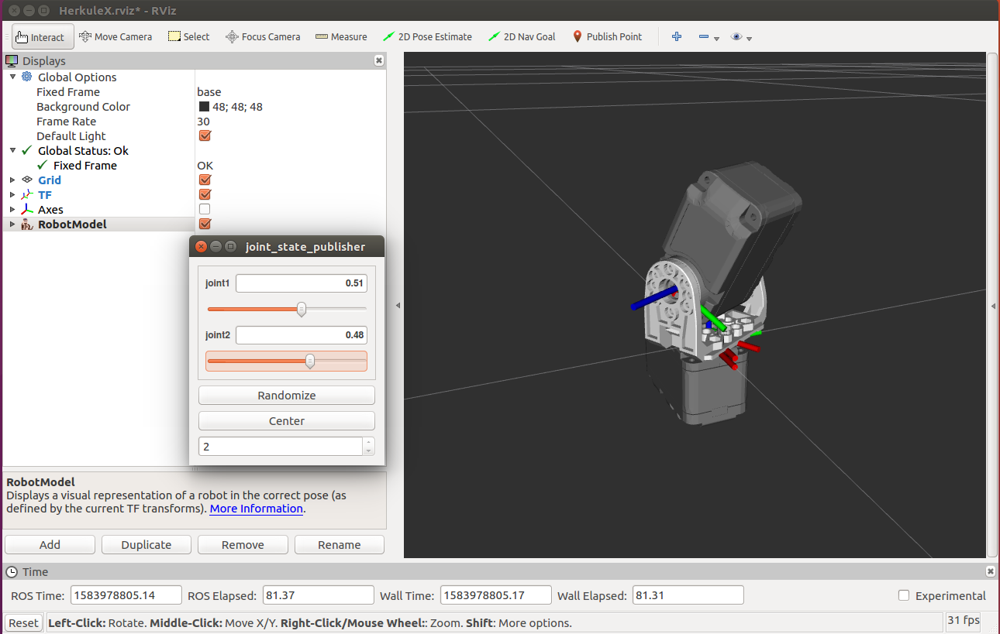 HerkuleX.rviz* - RViz
Interact Move Camera Select Focus Camera Measure 2D Pose Estimate 2D Nav Goal Publish Point
Displays
Global Options
Fixed Frame base
Background Color 48; 48; 48
Frame Rate 30
Default Light
Global Status: Ok
Fixed Frame OK
Grid
TF
Axes
RobotModel
joint_state_publisher
joint1 0.51
joint2 0.48
Randomize
Center
2
RobotModel
Displays a visual representation of a robot in the correct pose (as
defined by the current TF transforms). More Information.
Add Duplicate Remove Rename
Time
ROS Time: 1583978805.14 ROS Elapsed: 81.37 Wall Time: 1583978805.17 Wall Elapsed: 81.31 Experimental
Reset Left-Click: Rotate. Middle-Click: Move X/Y. Right-Click/Mouse Wheel:: Zoom. Shift: More options. 31 fps